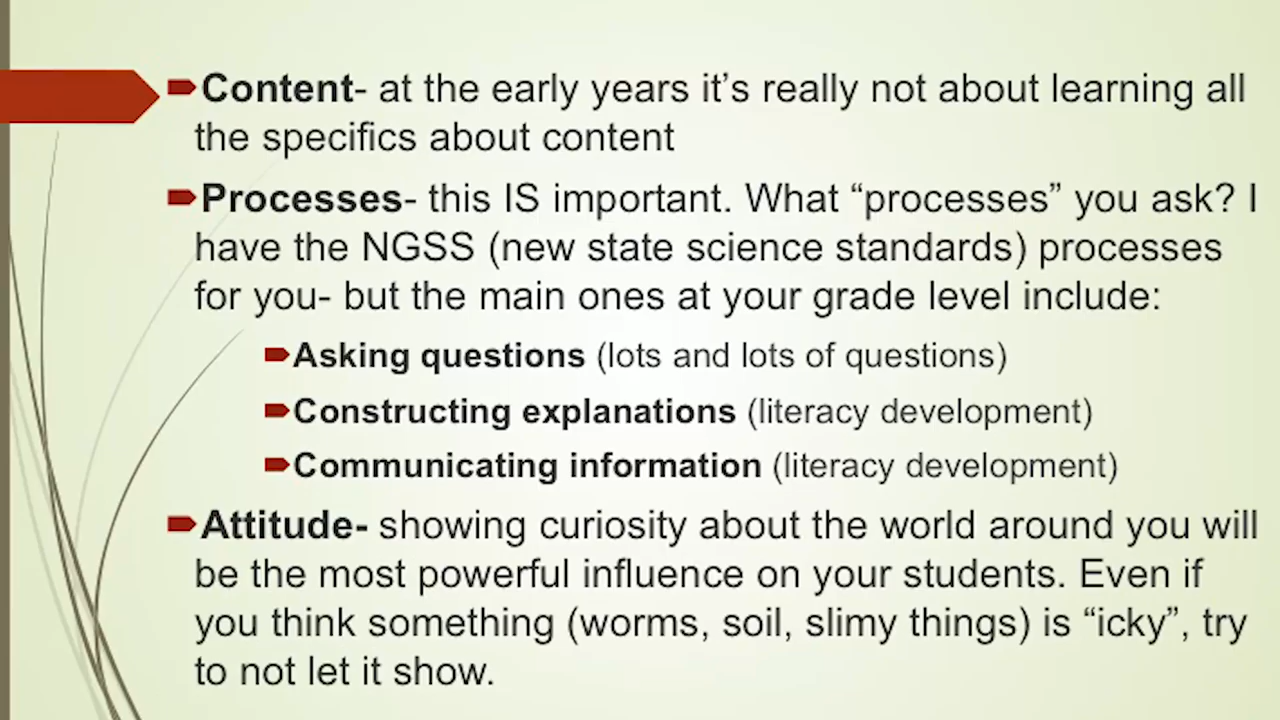 Content- at the early years it’s really not about learning all
the specifics about content
Processes- this IS important. What “processes” you ask? I
have the NGSS (new state science standards) processes
for you- but the main ones at your grade level include:
Asking questions (lots and lots of questions)
Constructing explanations (literacy development)
Communicating information (literacy development)
Attitude- showing curiosity about the world around you will
be the most powerful influence on your students. Even if
you think something (worms, soil, slimy things) is “icky”, try
to not let it show.